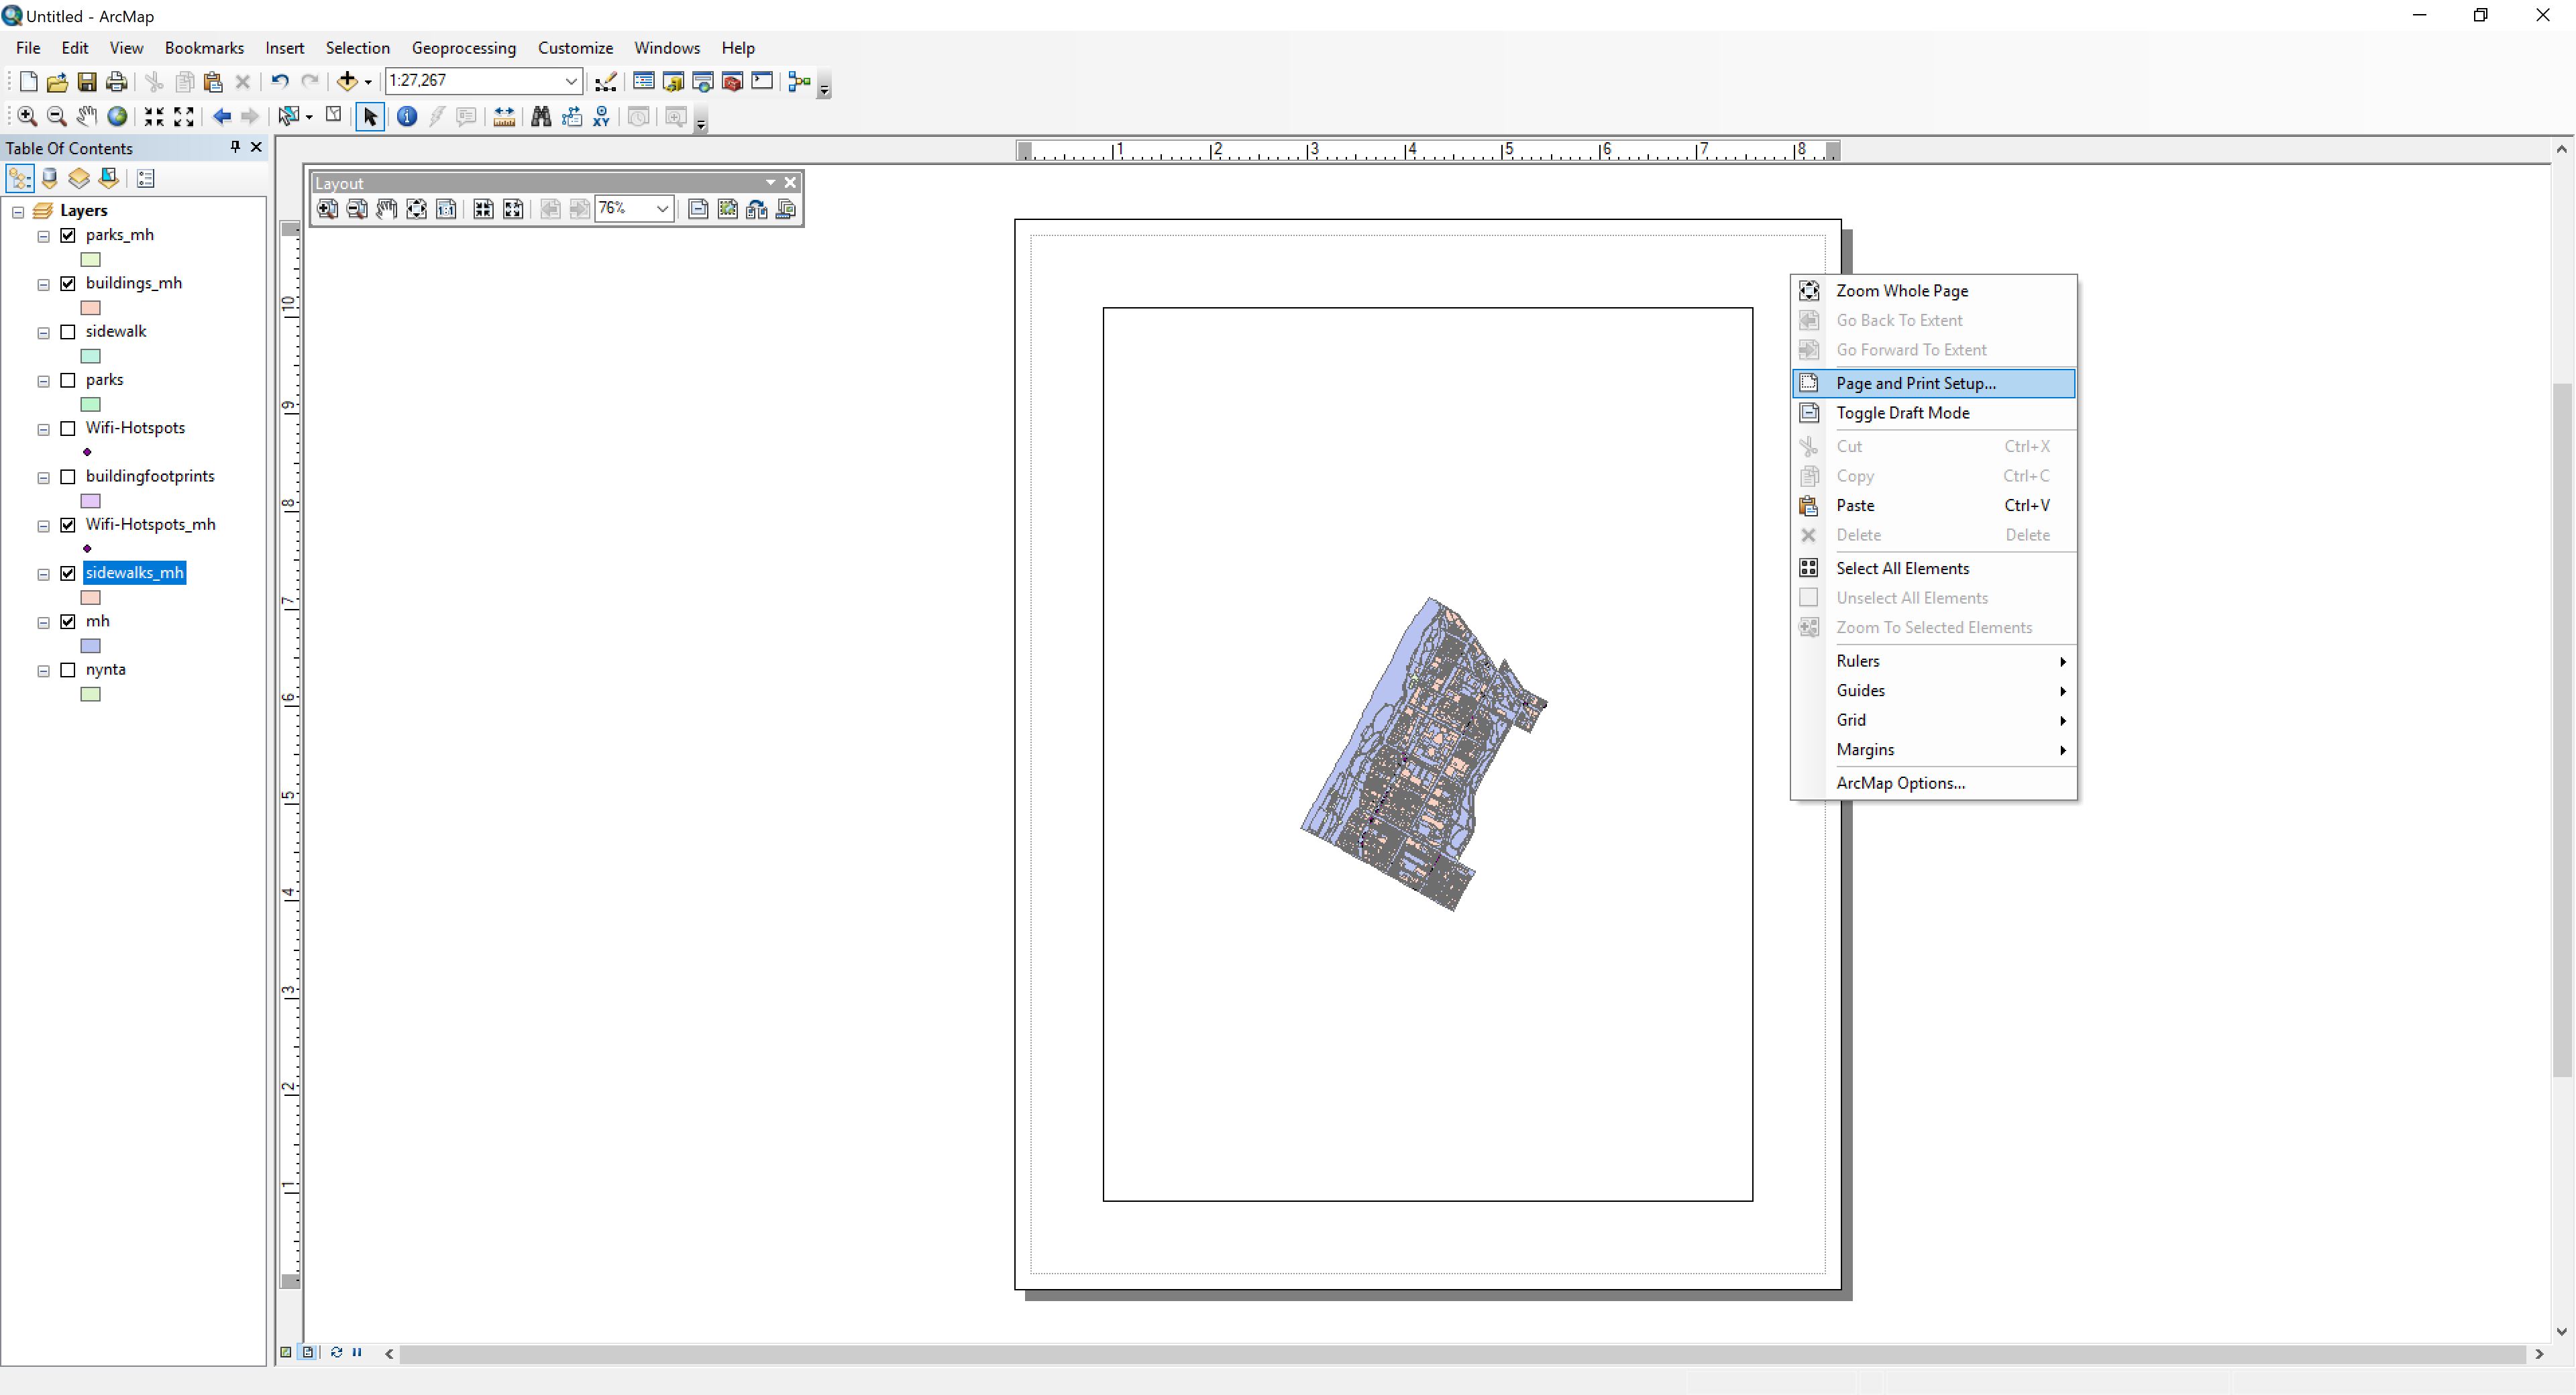 Untitled - ArcMap
File Edit View Bookmarks Insert Selection Geoprocessing Customize Windows Help
1:27,267
XY
Table Of Contents
Layers
parks_mh
buildings_mh
sidewalk
parks
Wifi-Hotspots
buildingfootprints
Wifi-Hotspots_mh
sidewalks_mh
mh
nynta
Layout
1:1
76%
1 2 3 4 5 6 7 8
10
9
8
7
6
5
4
3
2
1
Zoom Whole Page
Go Back To Extent
Go Forward To Extent
Page and Print Setup...
Toggle Draft Mode
Cut Ctrl+X
Copy Ctrl+C
Paste Ctrl+V
Delete Delete
Select All Elements
Unselect All Elements
Zoom To Selected Elements
Rulers
Guides
Grid
Margins
ArcMap Options...